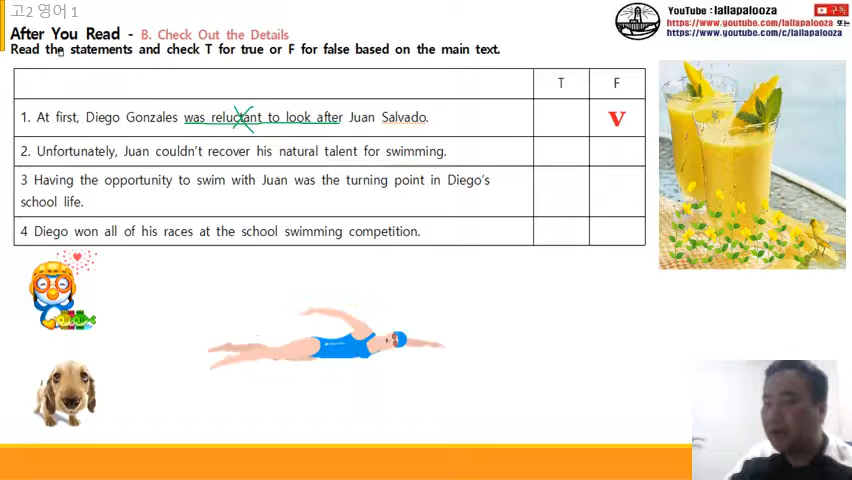 고2 영어 1
After You Read - B. Check Out the Details
Read the statements and check T for true or F for false based on the main text.
YouTube : lallapalooza 구독
https://www.youtube.com/lallapalooza 또는
https://www.youtube.com/c/lallapalooza
T F
1. At first, Diego Gonzales was reluctant to look after Juan Salvado. V
2. Unfortunately, Juan couldn't recover his natural talent for swimming.
3 Having the opportunity to swim with Juan was the turning point in Diego's
school life.
4 Diego won all of his races at the school swimming competition.